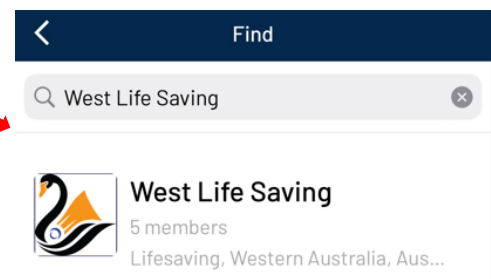 Find
West Life Saving
West Life Saving
5 members
Lifesaving, Western Australia, Aus...